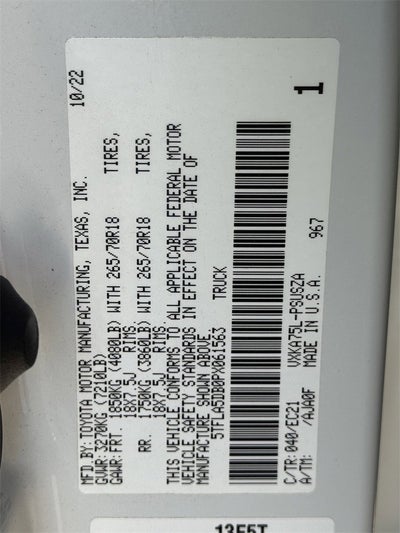 MFD.BY:TOYOTA MOTOR MANUFACTURING, TEXAS, INC. 10/22
GVWR: 3270KG (7210LB)
GAWR: FRT. 1850KG (4080LB) WITH 265/70R18 TIRES,
18X7.5J RIMS.
RR. 1750KG (3860LB) WITH 265/70R18 TIRES,
18X7.5J RIMS.
THIS VEHICLE CONFORMS TO ALL APPLICABLE FEDERAL MOTOR
VEHICLE SAFETY STANDARDS IN EFFECT ON THE DATE OF
MANUFACTURE SHOWN ABOVE.
5TFLA5DB0PX061563 TRUCK
1
C/TR: 040/EC21 VXKA75L-PSUSZA
A/TM: /AJA0F MADE IN U.S.A. 967
13E5T